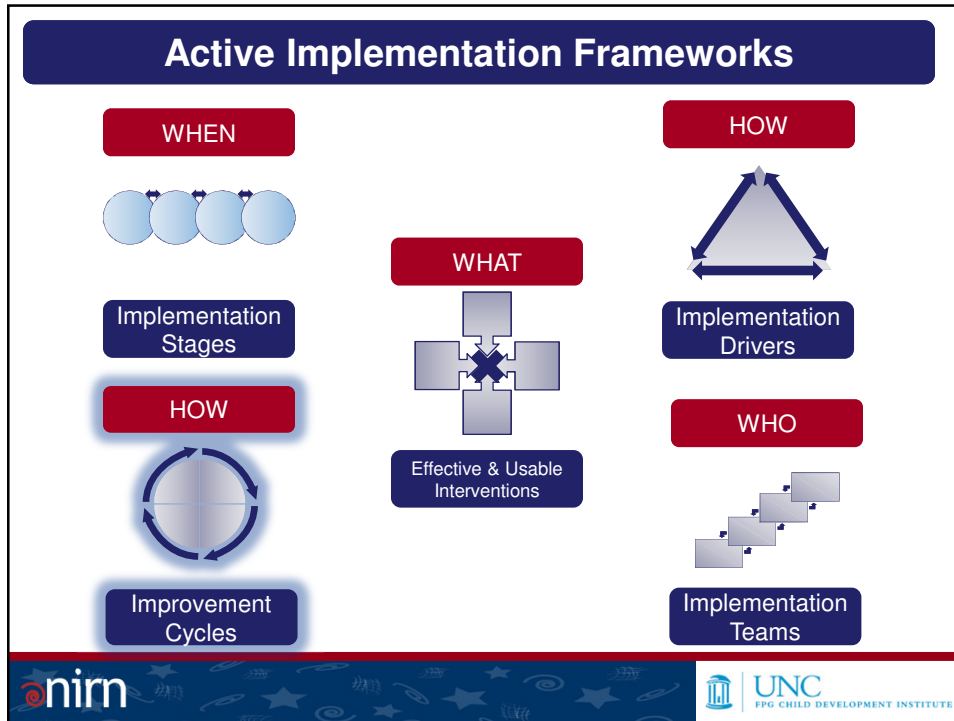 Active Implementation Frameworks
WHEN
Implementation
Stages
HOW
Improvement
Cycles
WHAT
Effective & Usable
Interventions
HOW
Implementation
Drivers
WHO
Implementation
Teams
nirn
UNC
FPG CHILD DEVELOPMENT INSTITUTE